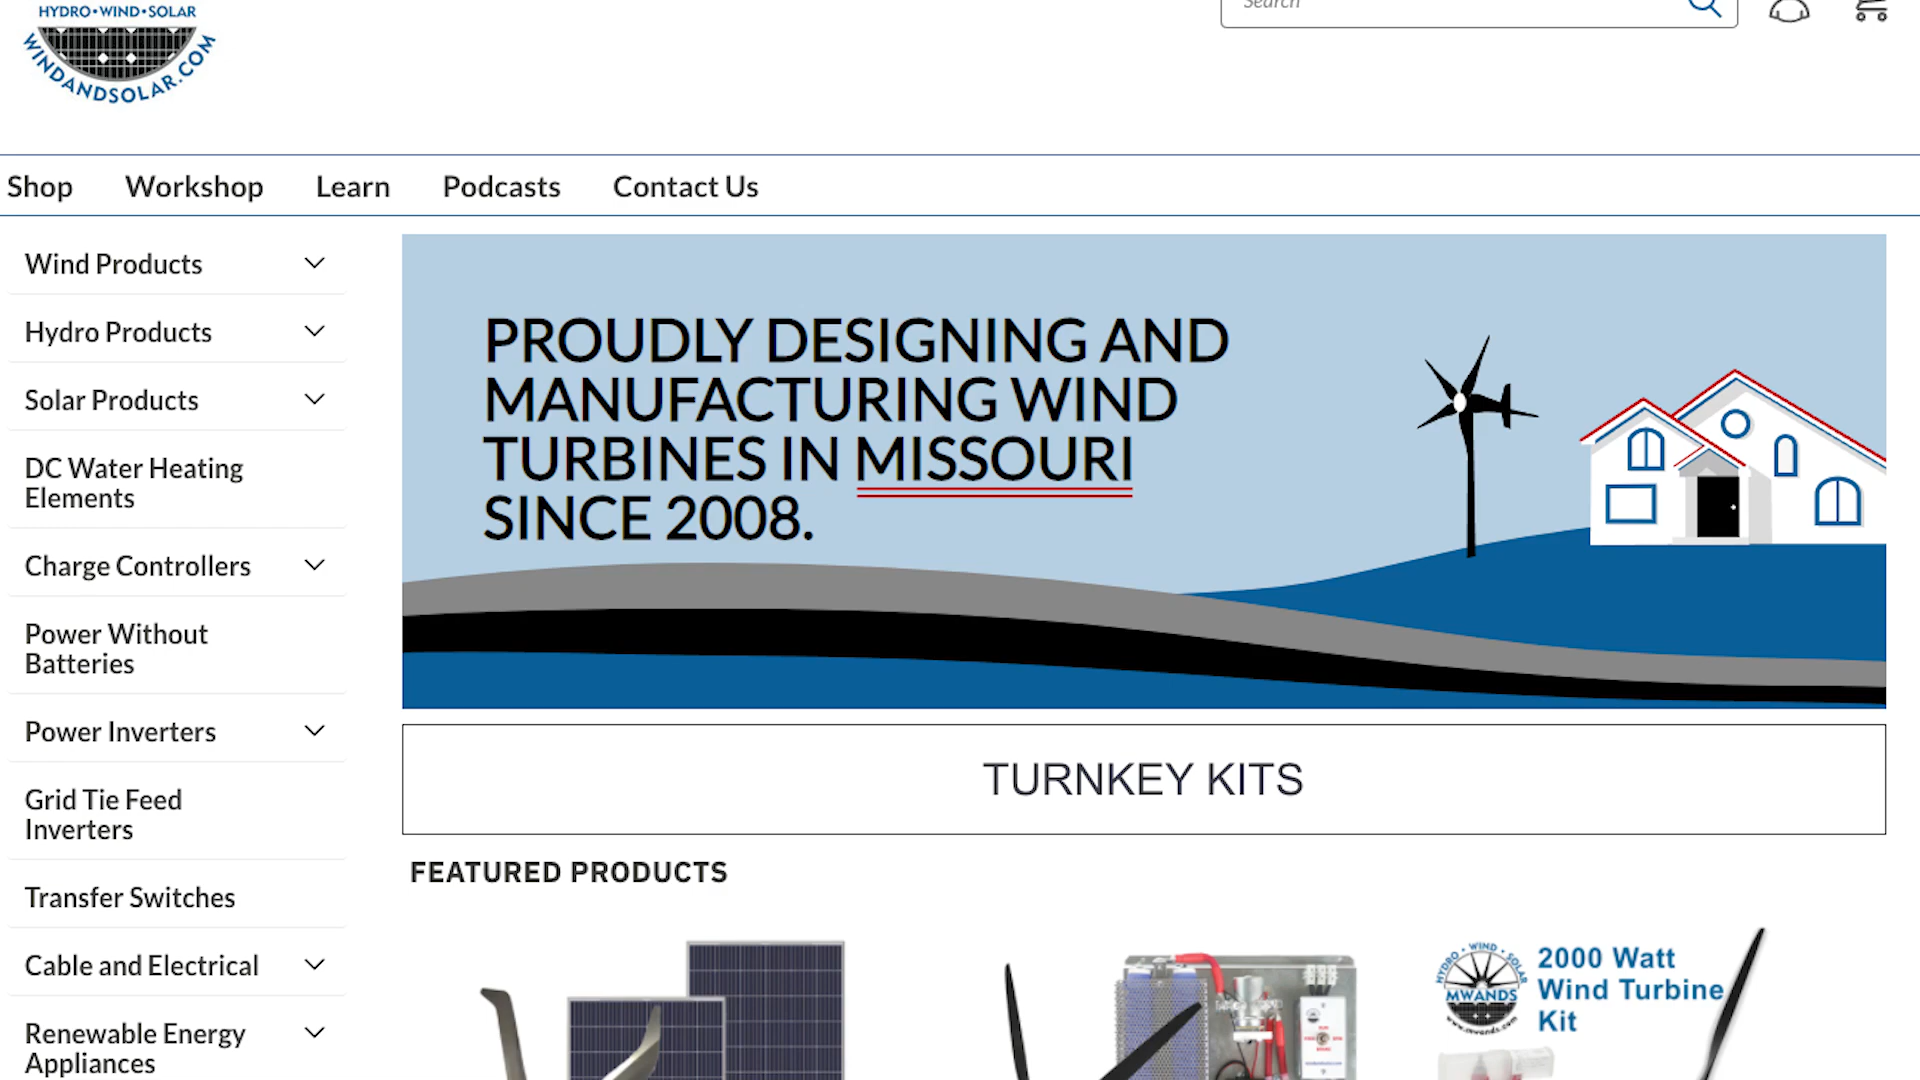 HYDRO•WIND•SOLAR
WINDANDSOLAR.COM
Search
Shop
Workshop
Learn
Podcasts
Contact Us
Wind Products
Hydro Products
Solar Products
DC Water Heating
Elements
Charge Controllers
Power Without
Batteries
Power Inverters
Grid Tie Feed
Inverters
Transfer Switches
Cable and Electrical
Renewable Energy
Appliances
PROUDLY DESIGNING AND
MANUFACTURING WIND
TURBINES IN MISSOURI
SINCE 2008.
TURNKEY KITS
FEATURED PRODUCTS
HYDRO • WIND • SOLAR
MWANDS
www.mwands.com
2000 Watt
Wind Turbine
Kit